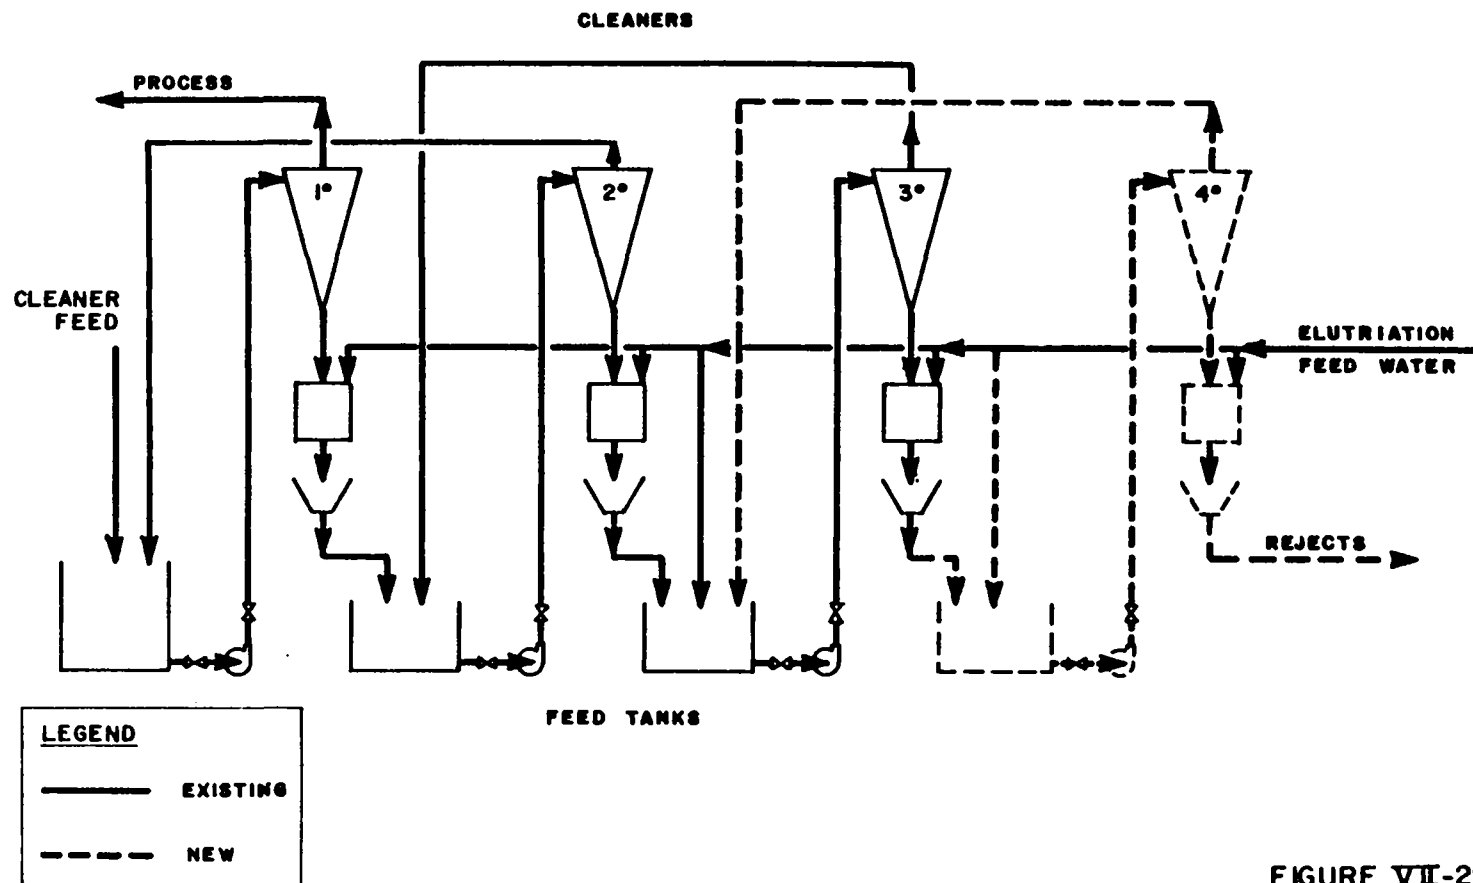 CLEANERS
PROCESS
1°
2°
3°
4°
CLEANER
FEED
ELUTRIATION
FEED WATER
REJECTS
FEED TANKS
LEGEND
EXISTING
NEW
FIGURE VII-2